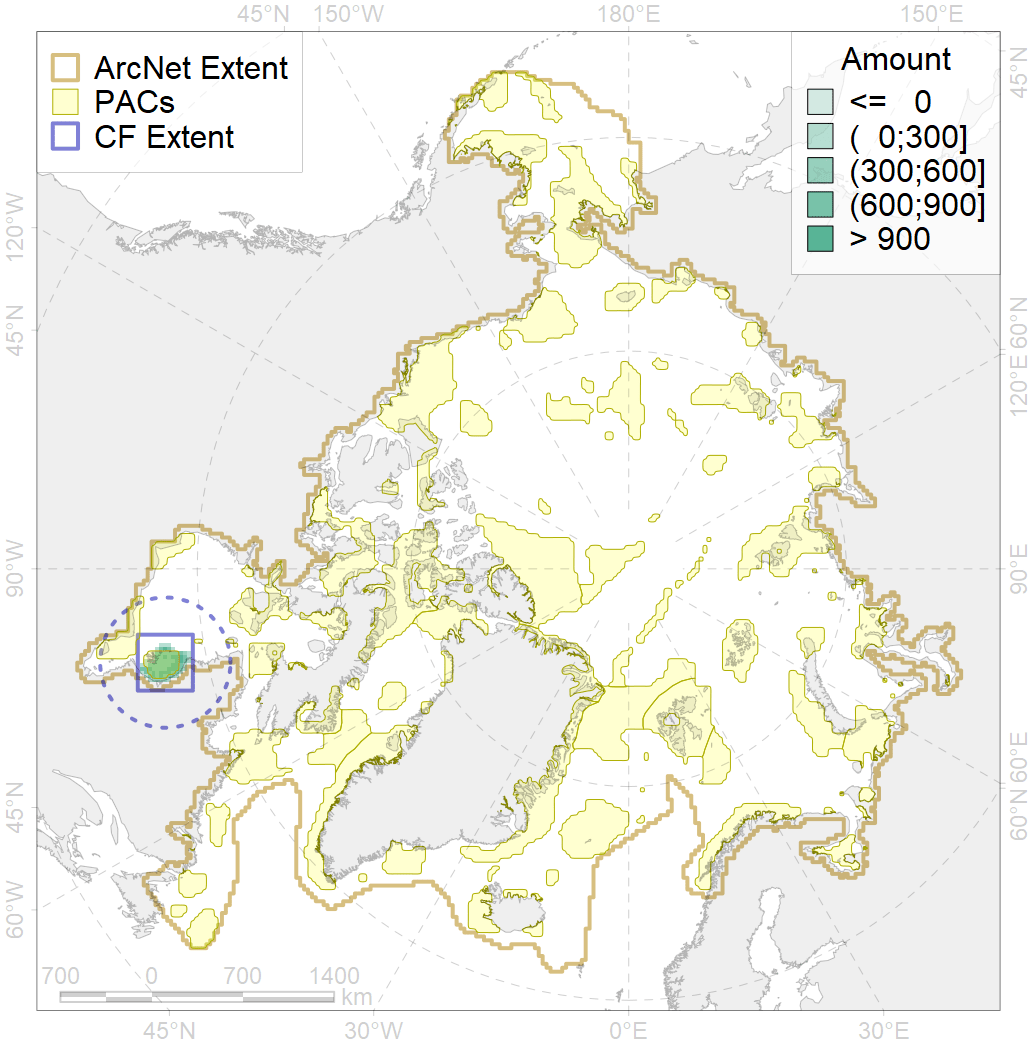 45°N 150°W 180°E 150°E
ArcNet Extent
PACs
CF Extent
Amount
<= 0
( 0;300]
(300;600]
(600;900]
> 900
45°N
120°W
45°N
60°N
120°E
90°W
90°E
45°N
60°W
60°E
60°N
700 0 700 1400
km
45°N 30°W 0°E 30°E